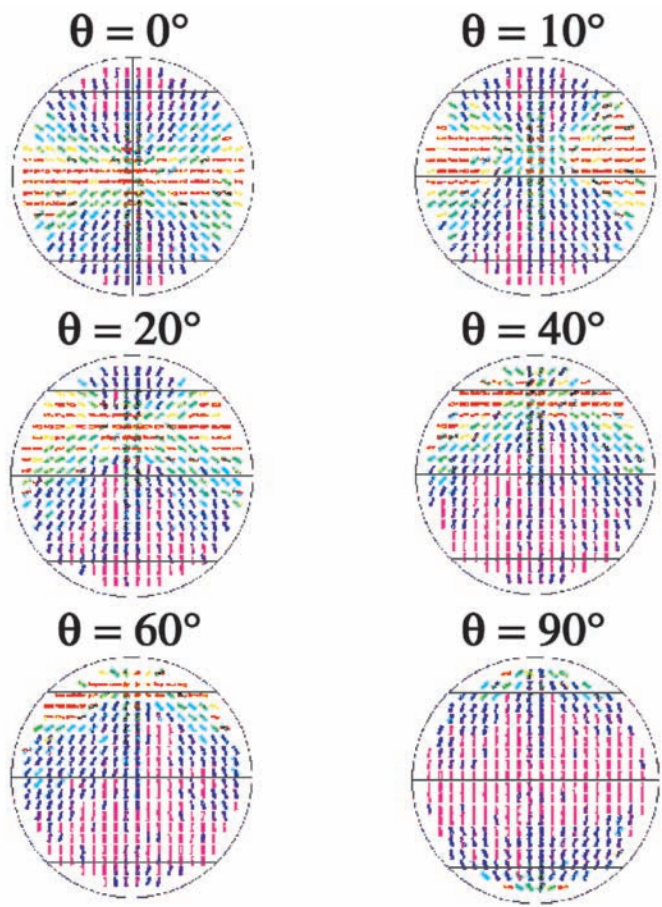 θ = 0°
θ = 10°
θ = 20°
θ = 40°
θ = 60°
θ = 90°